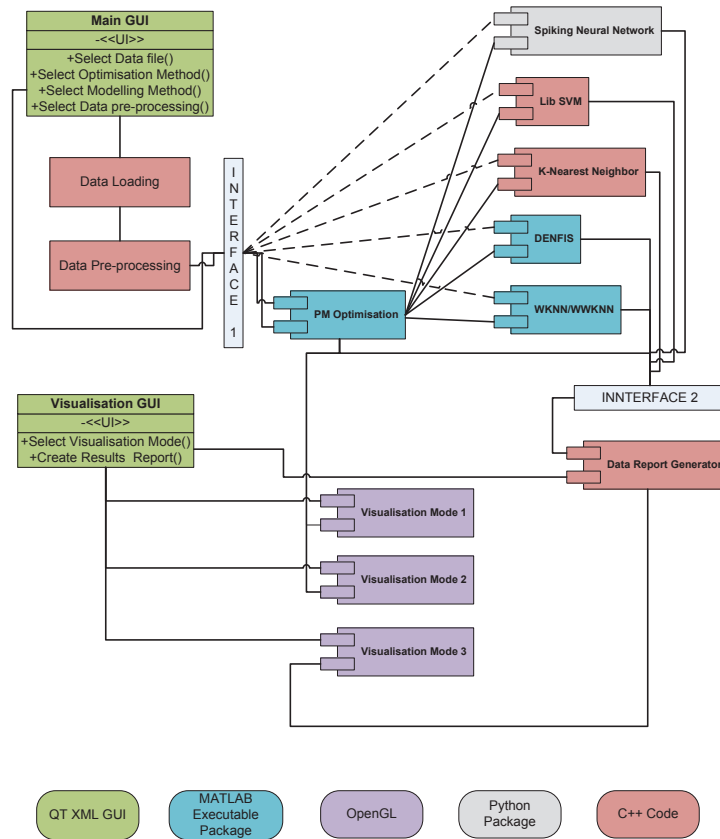 Main GUI
-<<UI>>
+Select Data file()
+Select Optimisation Method()
+Select Modelling Method()
+Select Data pre-processing()
Data Loading
Data Pre-processing
INTERFACE 1
Spiking Neural Network
Lib SVM
K-Nearest Neighbor
DENFIS
WKNN/WWKNN
PM Optimisation
INNTERFACE 2
Visualisation GUI
-<<UI>>
+Select Visualisation Mode()
+Create Results Report()
Data Report Generator
Visualisation Mode 1
Visualisation Mode 2
Visualisation Mode 3
QT XML GUI
MATLAB
Executable
Package
OpenGL
Python
Package
C++ Code